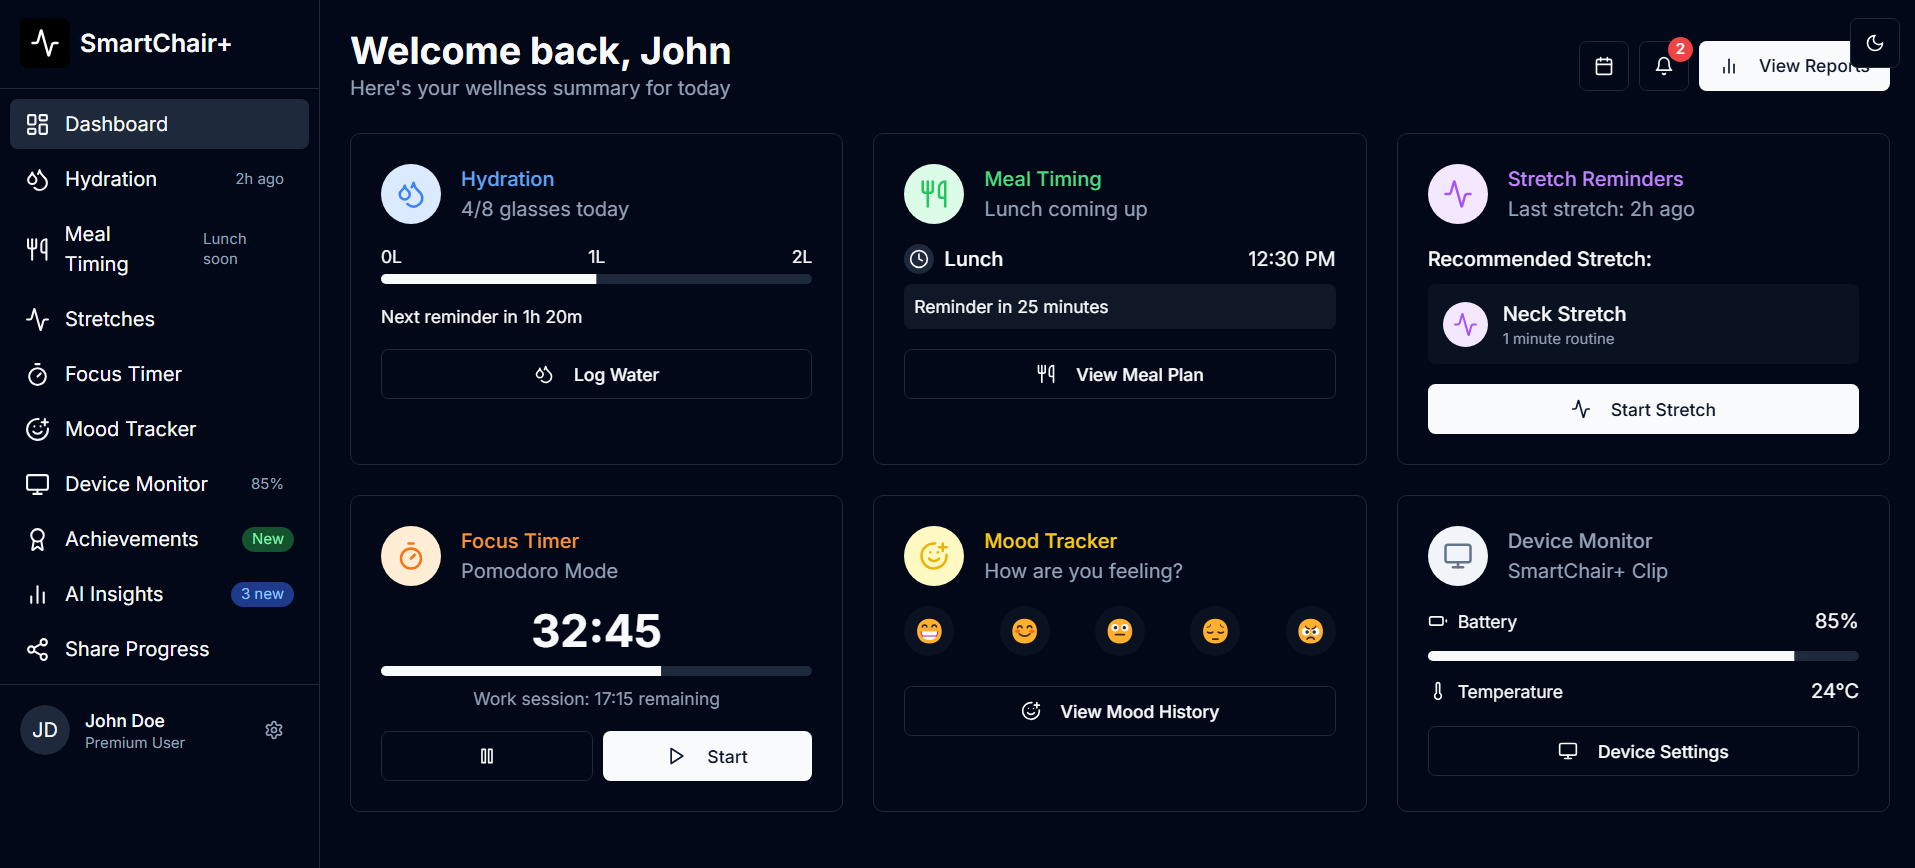 SmartChair+
Dashboard
Hydration 2h ago
Meal Timing Lunch soon
Stretches
Focus Timer
Mood Tracker
Device Monitor 85%
Achievements New
AI Insights 3 new
Share Progress
JD
John Doe
Premium User
Welcome back, John
Here's your wellness summary for today
2
View Reports
Hydration
4/8 glasses today
0L 1L 2L
Next reminder in 1h 20m
Log Water
Meal Timing
Lunch coming up
Lunch 12:30 PM
Reminder in 25 minutes
View Meal Plan
Stretch Reminders
Last stretch: 2h ago
Recommended Stretch:
Neck Stretch
1 minute routine
Start Stretch
Focus Timer
Pomodoro Mode
32:45
Work session: 17:15 remaining
Start
Mood Tracker
How are you feeling?
View Mood History
Device Monitor
SmartChair+ Clip
Battery 85%
Temperature 24°C
Device Settings